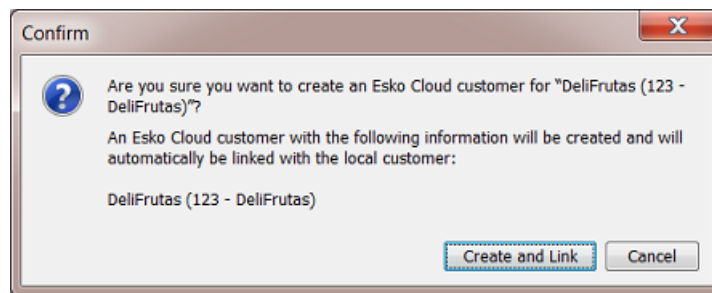 Confirm
Are you sure you want to create an Esko Cloud customer for "DeliFrutas (123 -
DeliFrutas)"?
An Esko Cloud customer with the following information will be created and will
automatically be linked with the local customer:
DeliFrutas (123 - DeliFrutas)
Create and Link Cancel